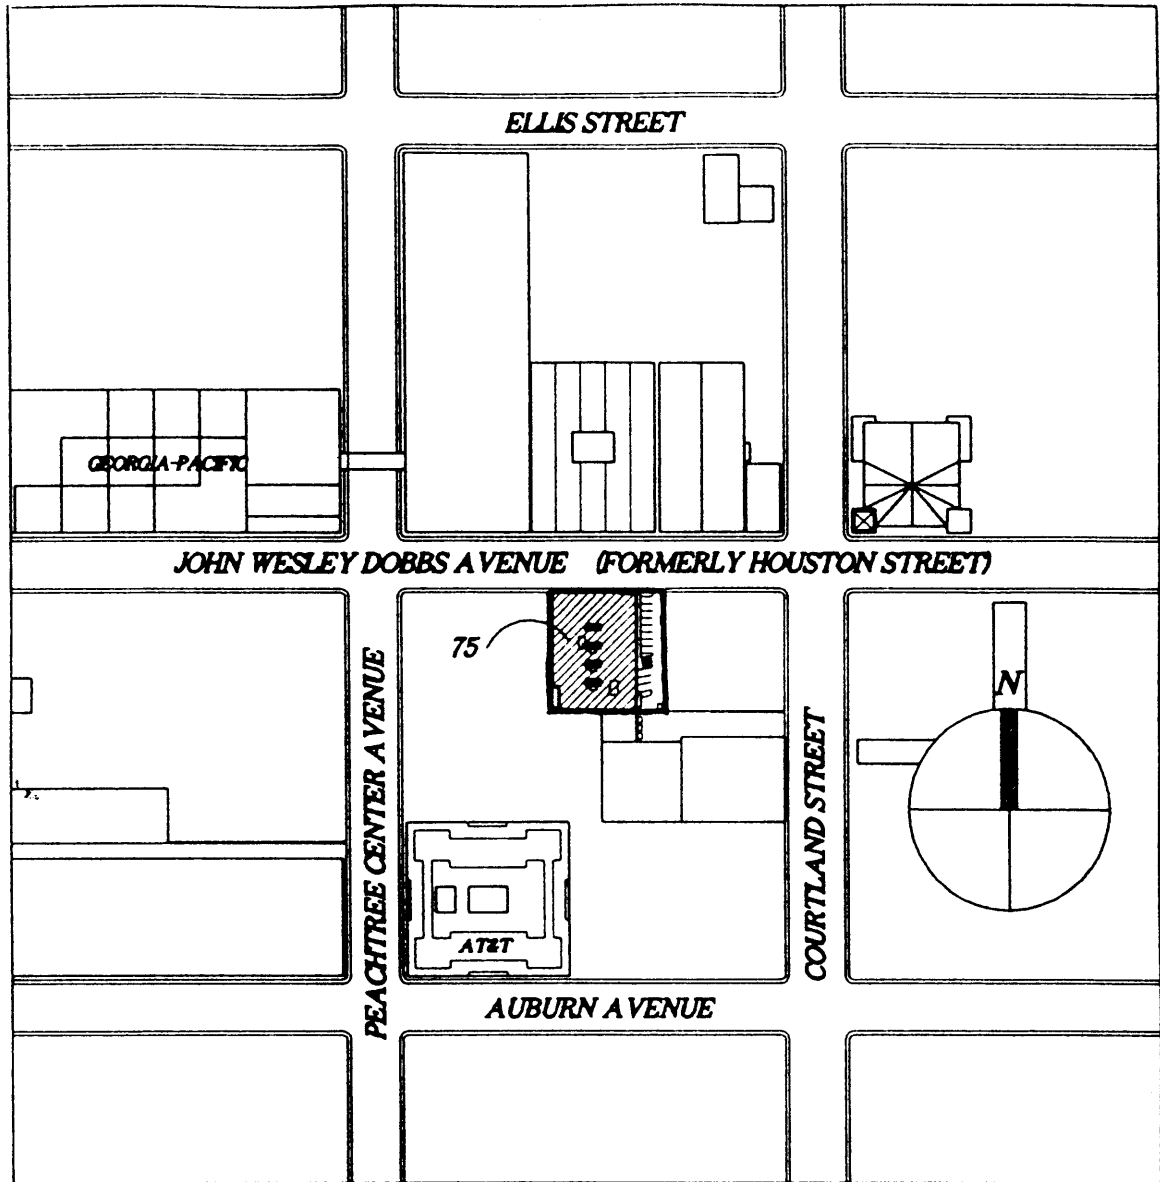 ELLIS STREET
GEORGIA-PACIFIC
JOHN WESLEY DOBBS AVENUE (FORMERLY HOUSTON STREET)
75
N
PEACHTREE CENTER AVENUE
COURTLAND STREET
AT&T
AUBURN AVENUE